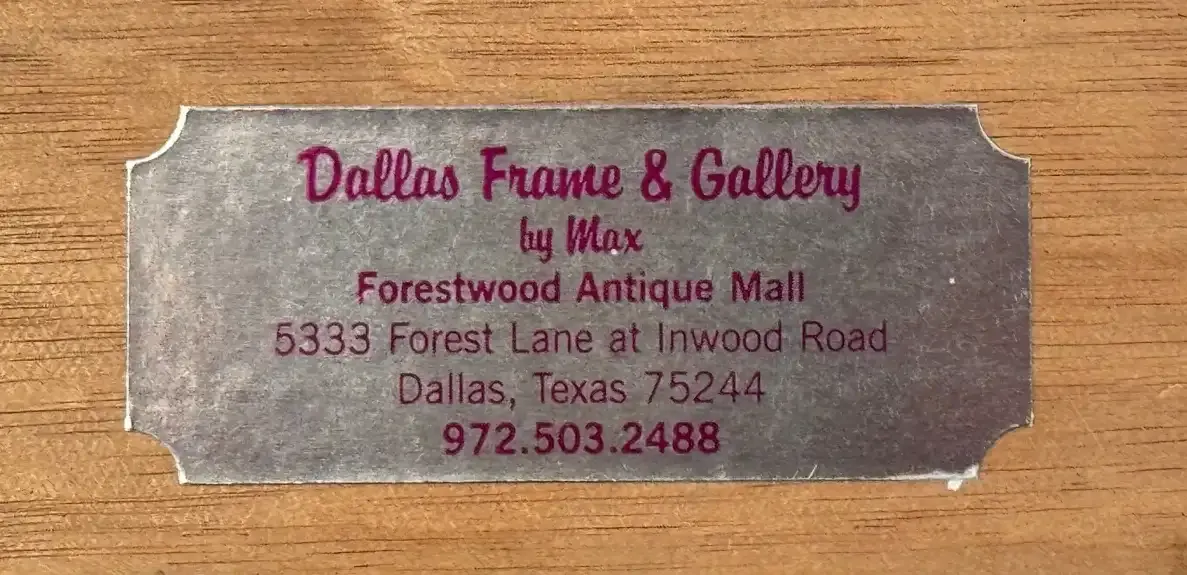 Dallas Frame & Gallery
by Max
Forestwood Antique Mall
5333 Forest Lane at Inwood Road
Dallas, Texas 75244
972.503.2488